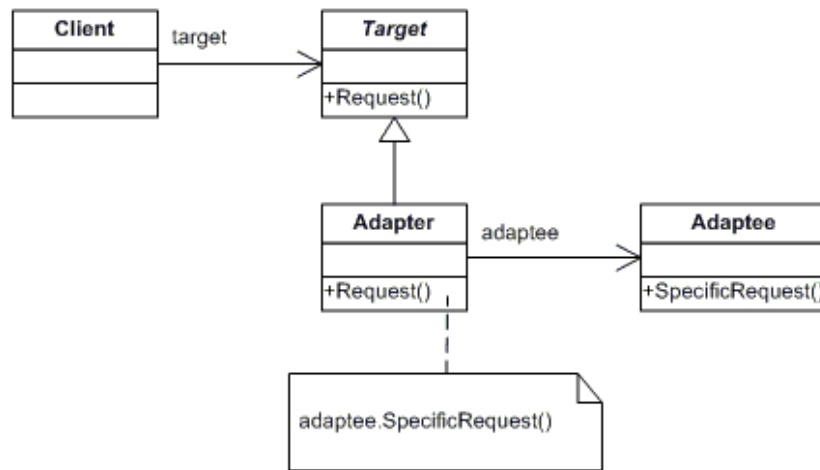 Client
target
Target
+Request()
Adapter
adaptee
Adaptee
+Request()
+SpecificRequest()
adaptee.SpecificRequest()